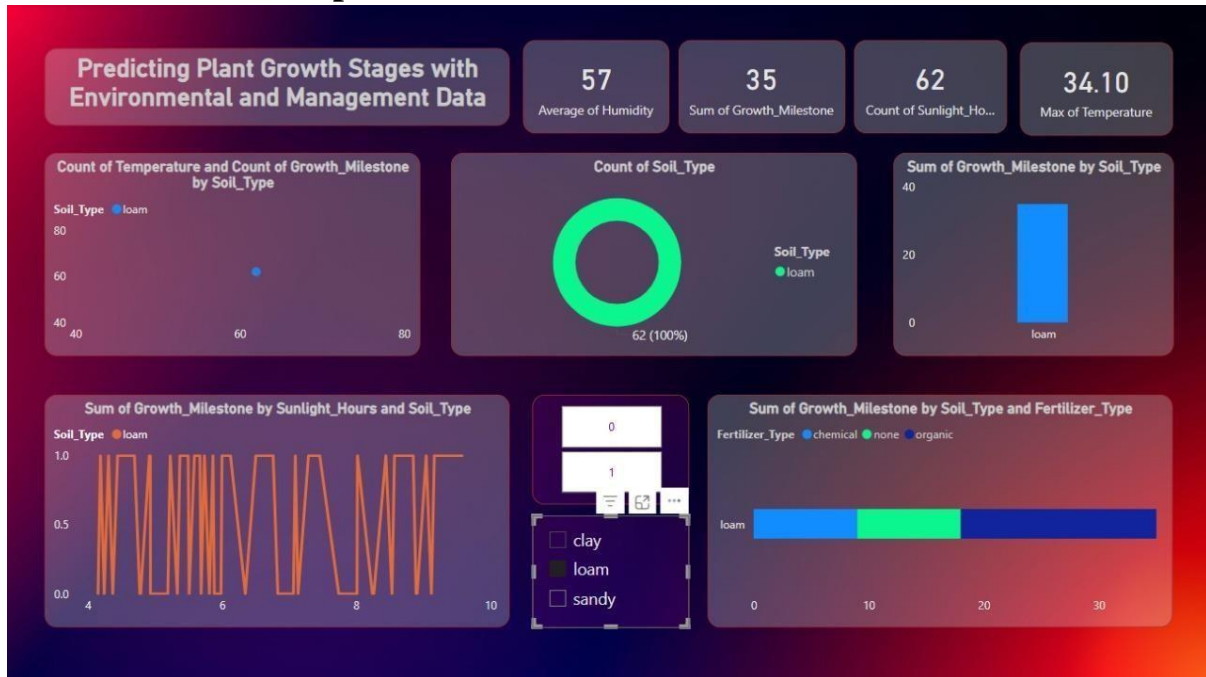 Predicting Plant Growth Stages with
Environmental and Management Data
57
Average of Humidity
35
Sum of Growth_Milestone
62
Count of Sunlight_Ho...
34.10
Max of Temperature
Count of Temperature and Count of Growth_Milestone
by Soil_Type
Soil_Type loam
80
60
40
40 60 80
Count of Soil_Type
Soil_Type
loam
62 (100%)
Sum of Growth_Milestone by Soil_Type
40
20
0
loam
Sum of Growth_Milestone by Sunlight_Hours and Soil_Type
Soil_Type loam
1.0
0.5
0.0
4 6 8 10
0
1
clay
loam
sandy
Sum of Growth_Milestone by Soil_Type and Fertilizer_Type
Fertilizer_Type chemical none organic
loam
0 10 20 30